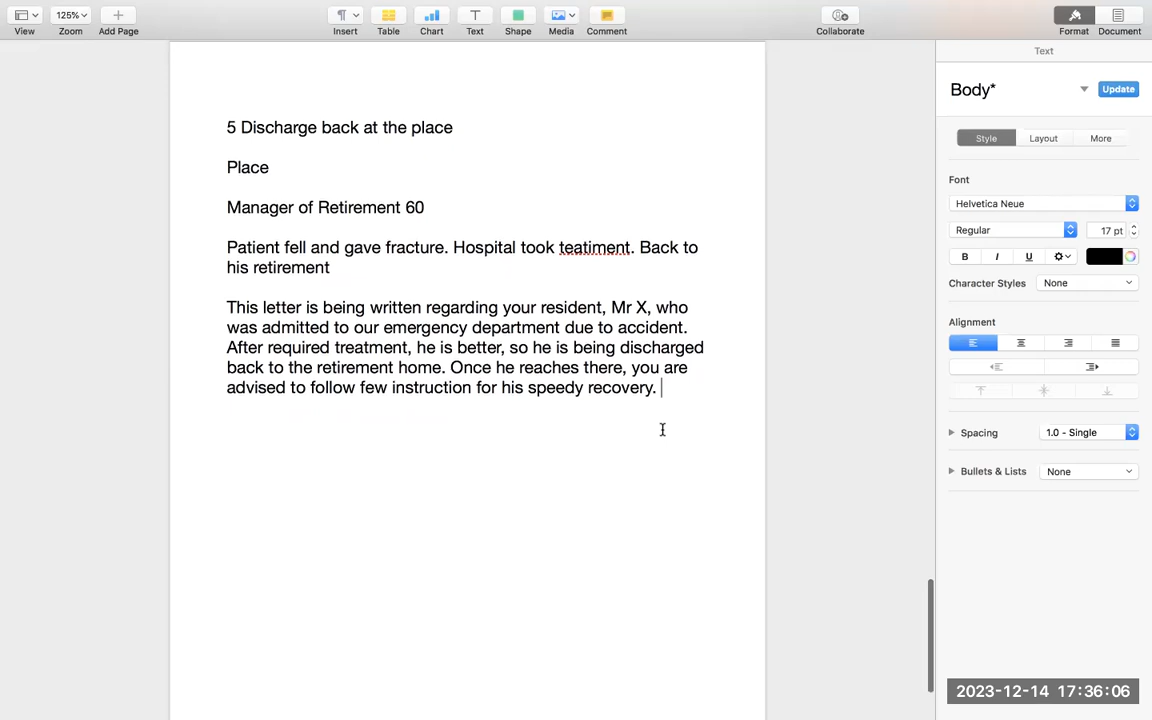 125%
View Zoom Add Page Insert Table Chart Text Shape Media Comment Collaborate Format Document
Text
Body*
Update
Style Layout More
Font
Helvetica Neue
Regular 17 pt
B I U
Character Styles None
Alignment
Spacing 1.0 - Single
Bullets & Lists None
5 Discharge back at the place
Place
Manager of Retirement 60
Patient fell and gave fracture. Hospital took teatiment. Back to
his retirement
This letter is being written regarding your resident, Mr X, who
was admitted to our emergency department due to accident.
After required treatment, he is better, so he is being discharged
back to the retirement home. Once he reaches there, you are
advised to follow few instruction for his speedy recovery.
2023-12-14 17:36:06